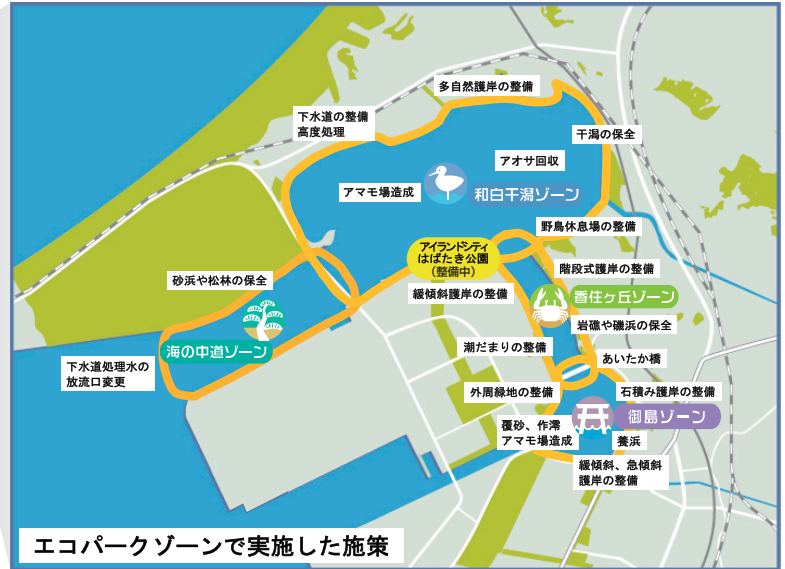 多自然護岸の整備
下水道の整備
高度処理
干潟の保全
アオサ回収
アマモ場造成
和白干潟ゾーン
野鳥休息場の整備
アイランドシティ
はばたき公園
(整備中)
階段式護岸の整備
砂浜や松林の保全
緩傾斜護岸の整備
香住ヶ丘ゾーン
岩礁や磯浜の保全
海の中道ゾーン
潮だまりの整備
あいたか橋
下水道処理水の
放流口変更
外周緑地の整備
石積み護岸の整備
御島ゾーン
覆砂、作澪
アマモ場造成
養浜
緩傾斜、急傾斜
護岸の整備
エコパークゾーンで実施した施策